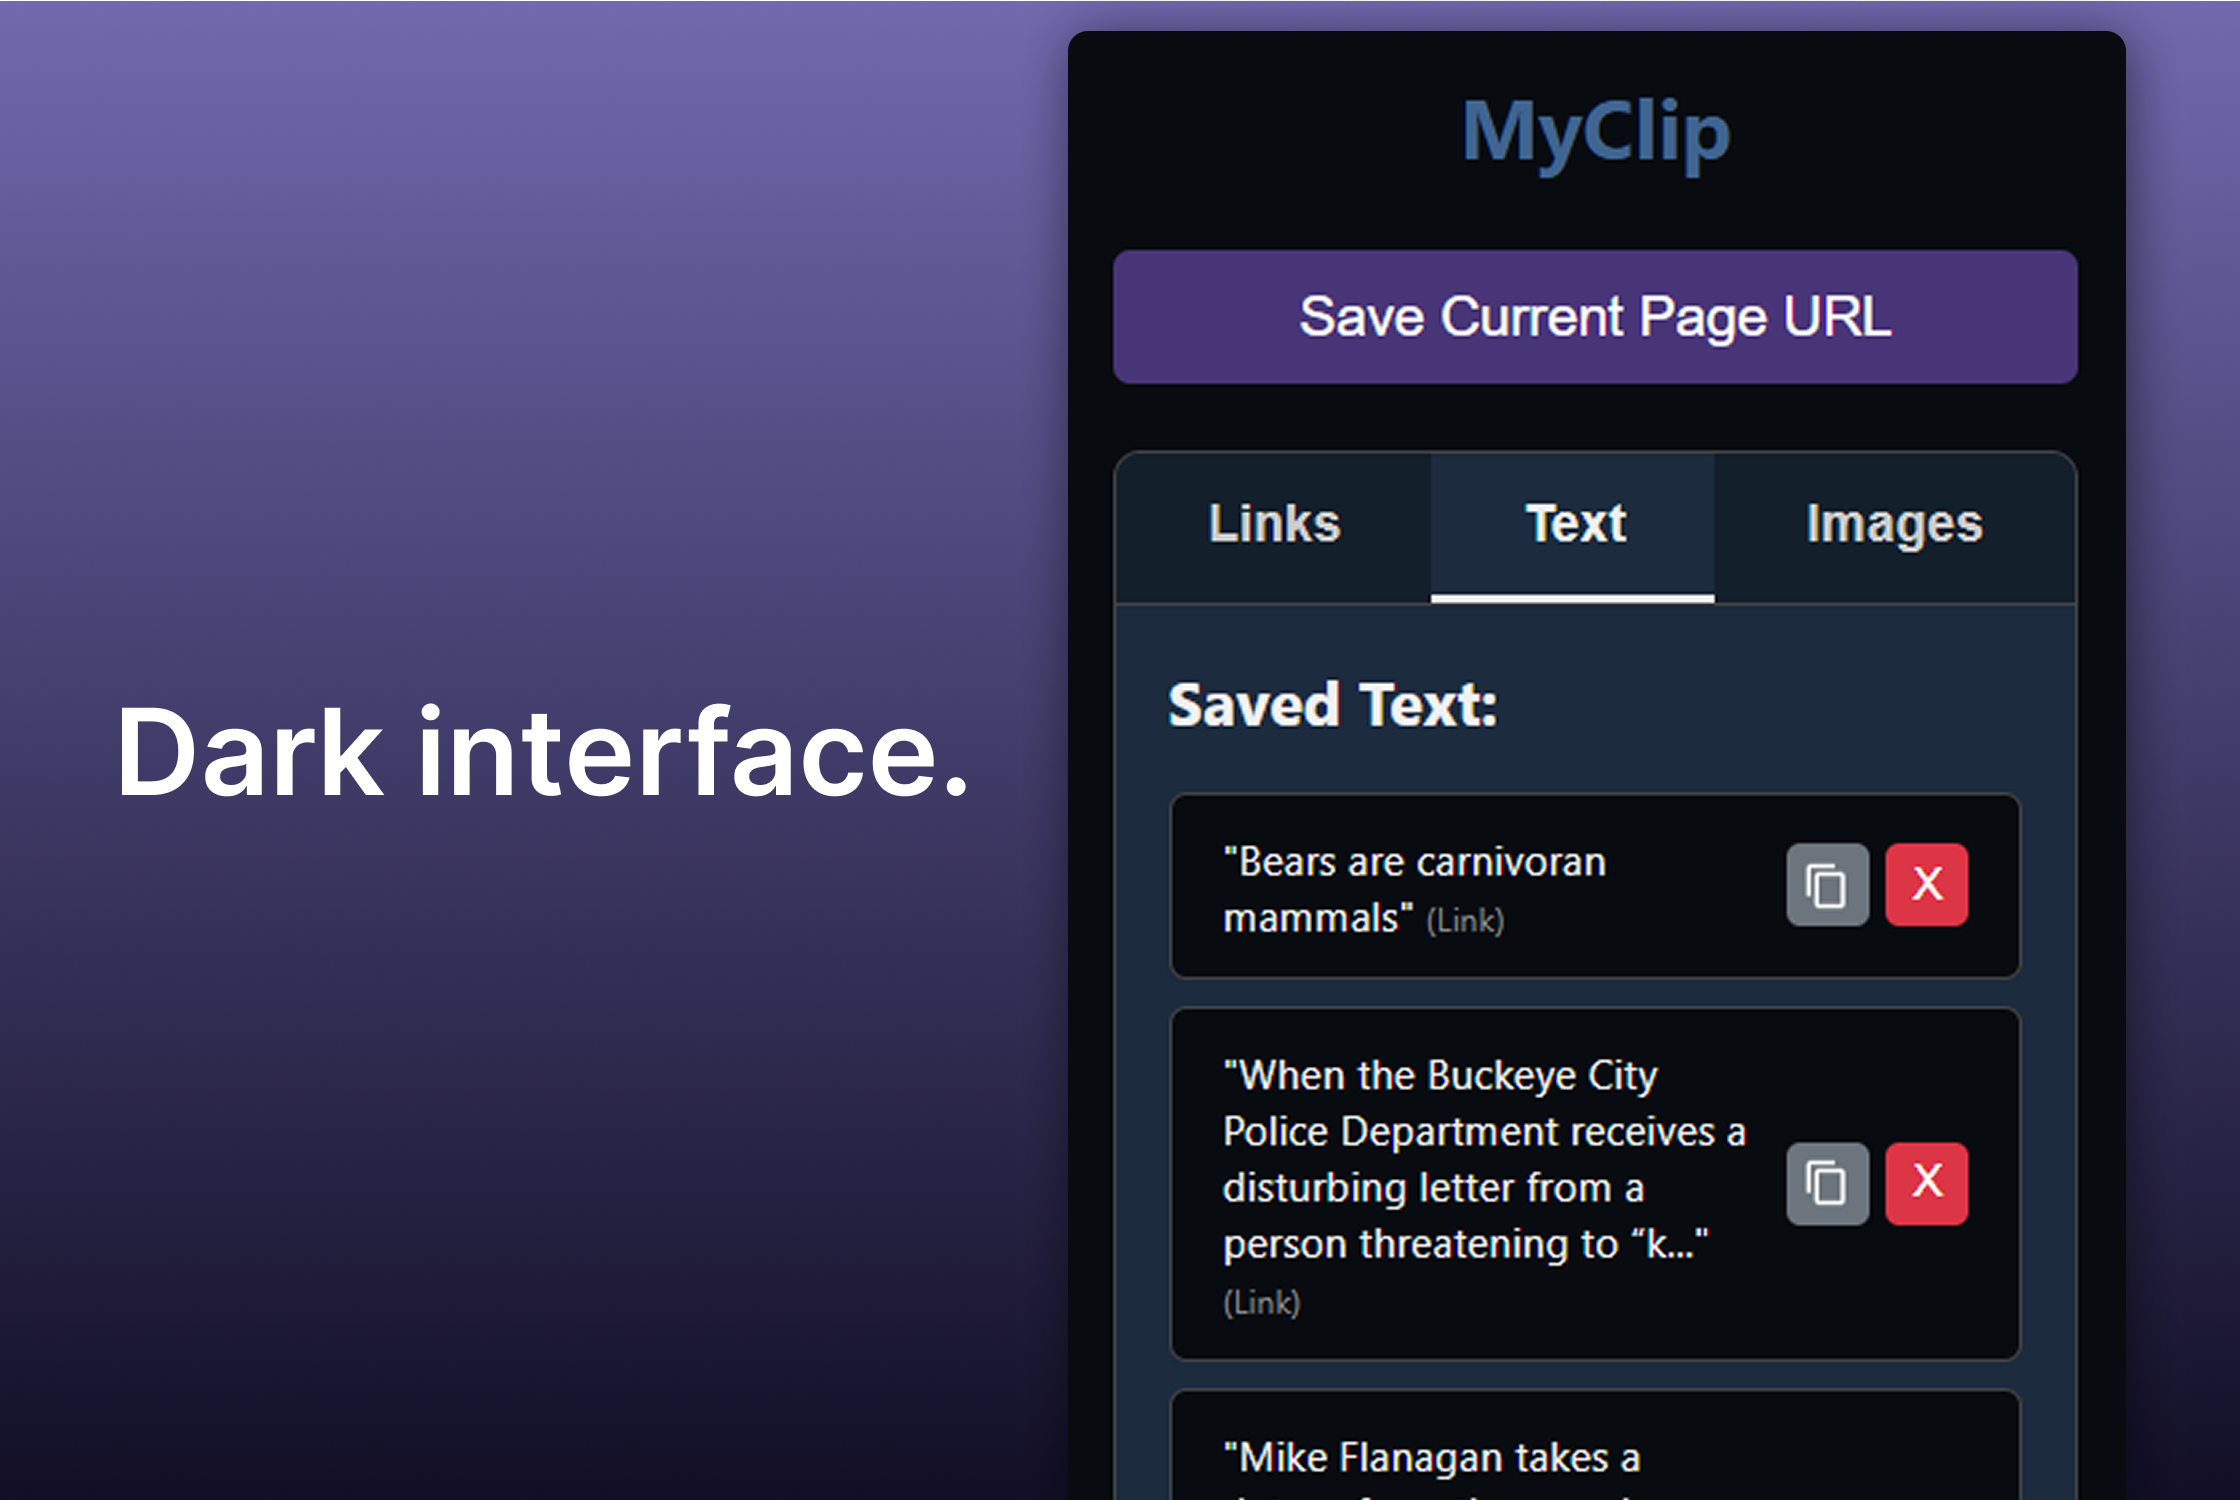 Dark interface.
MyClip
Save Current Page URL
Links Text Images
Saved Text:
"Bears are carnivoran
mammals" (Link)
X
"When the Buckeye City
Police Department receives a
disturbing letter from a
person threatening to “k..."
(Link)
X
"Mike Flanagan takes a